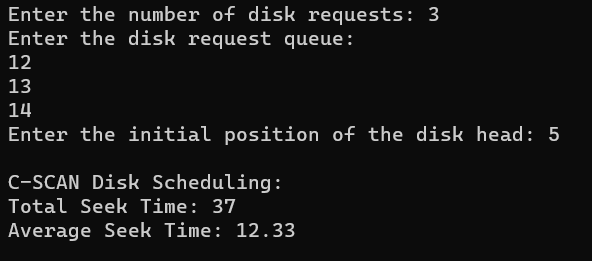 Enter the number of disk requests: 3
Enter the disk request queue:
12
13
14
Enter the initial position of the disk head: 5
C-SCAN Disk Scheduling:
Total Seek Time: 37
Average Seek Time: 12.33